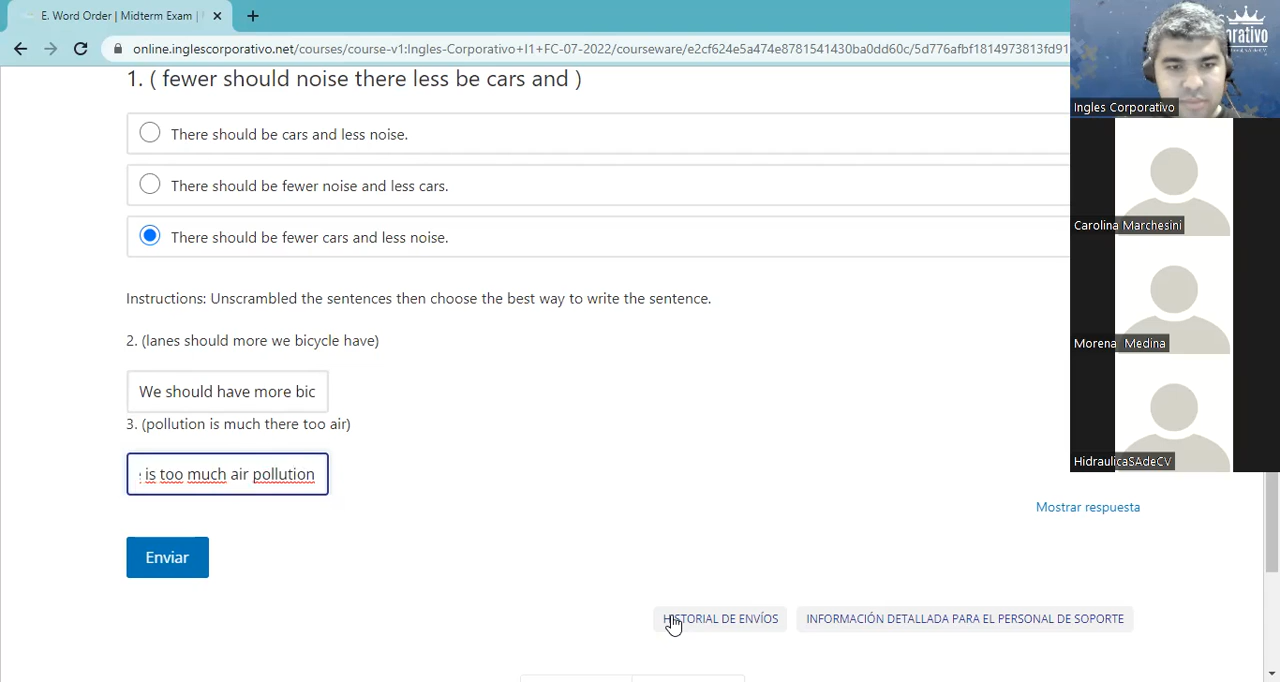 E. Word Order | Midterm Exam |
online.inglescorporativo.net/courses/course-v1:Ingles-Corporativo+I1+FC-07-2022/courseware/e2cf624e5a474e8781541430ba0dd60c/5d776afbf1814973813fd91
1. ( fewer should noise there less be cars and )
There should be cars and less noise.
There should be fewer noise and less cars.
There should be fewer cars and less noise.
Instructions: Unscrambled the sentences then choose the best way to write the sentence.
2. (lanes should more we bicycle have)
We should have more bic
3. (pollution is much there too air)
is too much air pollution
Mostrar respuesta
Enviar
HISTORIAL DE ENVÍOS
INFORMACIÓN DETALLADA PARA EL PERSONAL DE SOPORTE
Ingles Corporativo
Carolina Marchesini
Morena Medina
HidraulicaSAdeCV